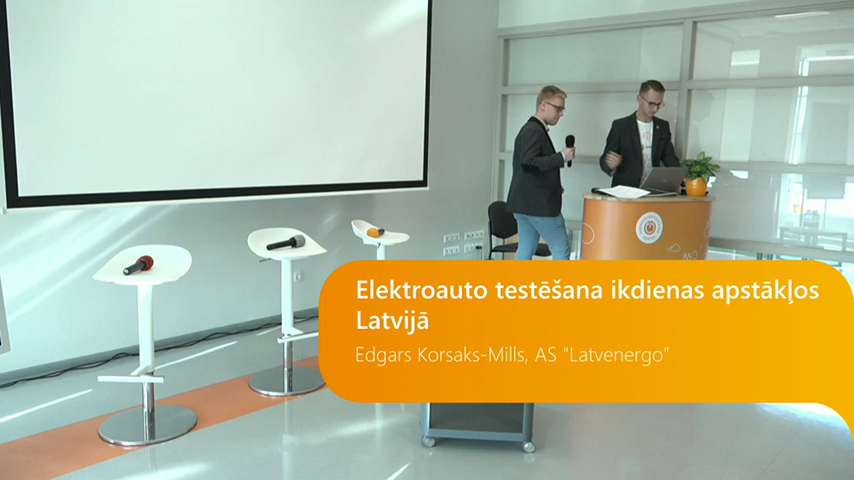 Elektroauto testēšana ikdienas apstākļos
Latvijā
Edgars Korsaks-Mills, AS "Latvenergo"